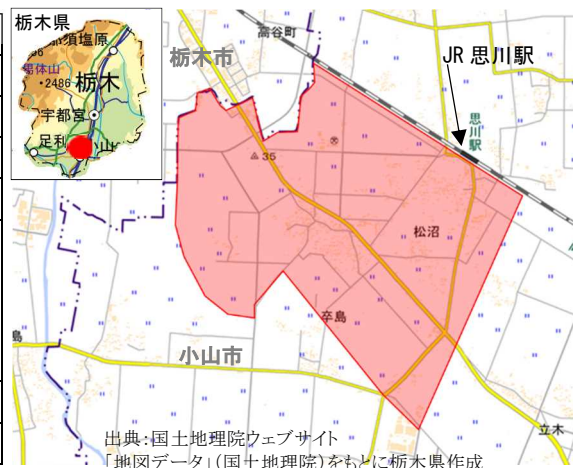 栃木県
須塩原
・2486
栃木
宇都宮
足利
小山
栃木市
高谷町
JR 思川駅
思川駅
35
松沼
卒島
島
小山市
立木
出典:国土地理院ウェブサイト
「地図データ」(国土地理院)をもとに栃木県作成